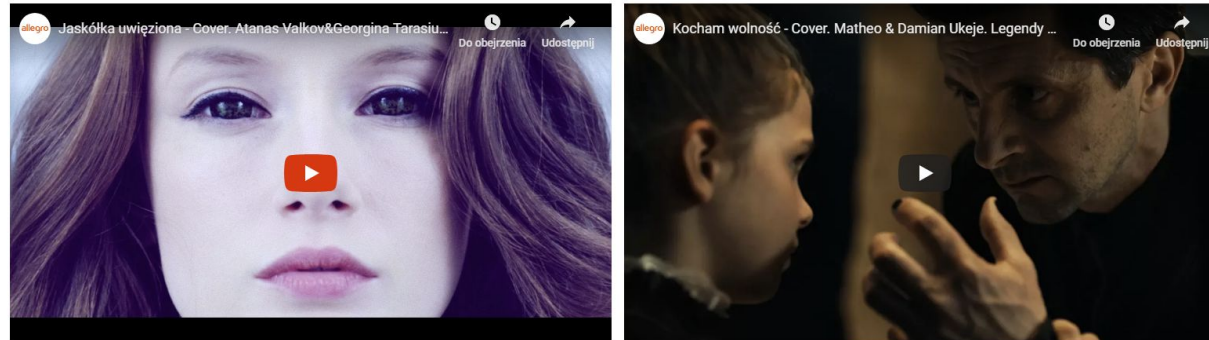 allegro
Jaskółka uwięziona - Cover. Atanas Valkov&Georgina Tarasiu...
Do obejrzenia
Udostępnij
allegro
Kocham wolność - Cover. Matheo & Damian Ukeje. Legendy ...
Do obejrzenia
Udostępnij